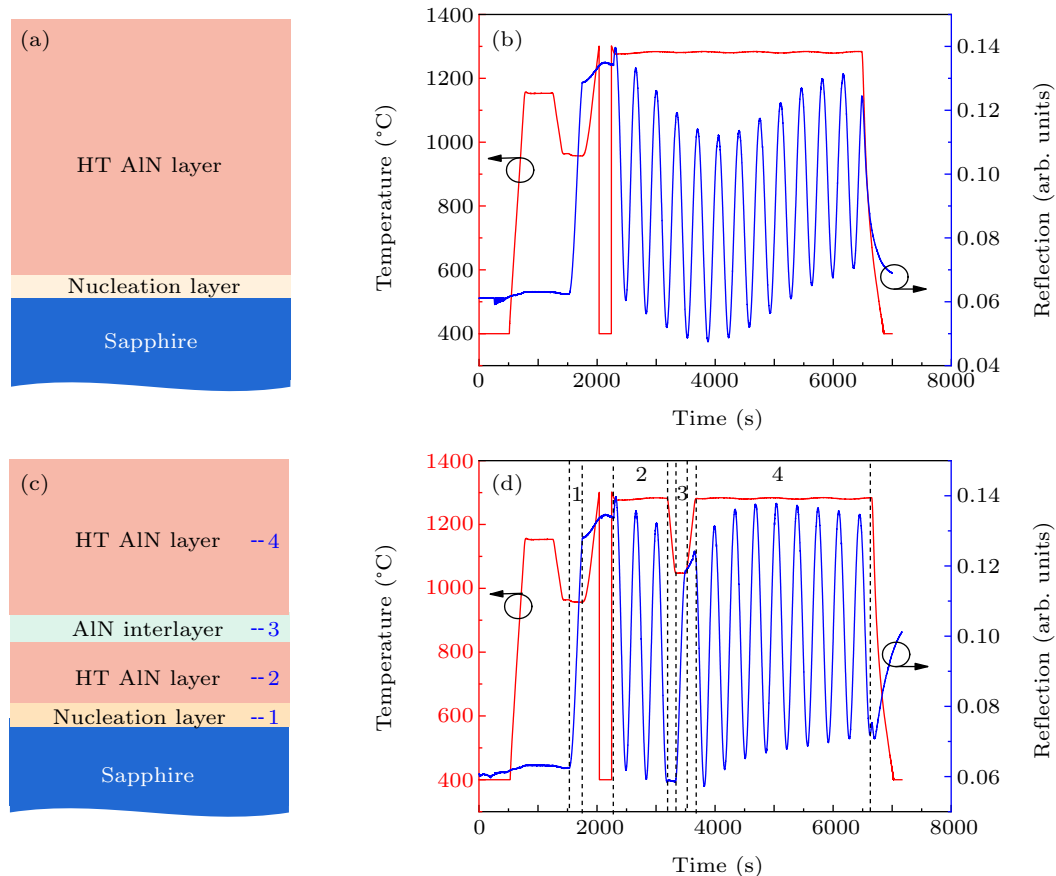 (a)
HT AlN layer
Nucleation layer
Sapphire
(b)
1400
1200
1000
800
600
400
Temperature (°C)
0.14
0.12
0.10
0.08
0.06
0.04
Reflection (arb. units)
0 2000 4000 6000 8000
Time (s)
(c)
HT AlN layer --4
AlN interlayer --3
HT AlN layer --2
Nucleation layer --1
Sapphire
(d)
1 2 3 4
1400
1200
1000
800
600
400
Temperature (°C)
0.14
0.12
0.10
0.08
0.06
Reflection (arb. units)
0 2000 4000 6000 8000
Time (s)